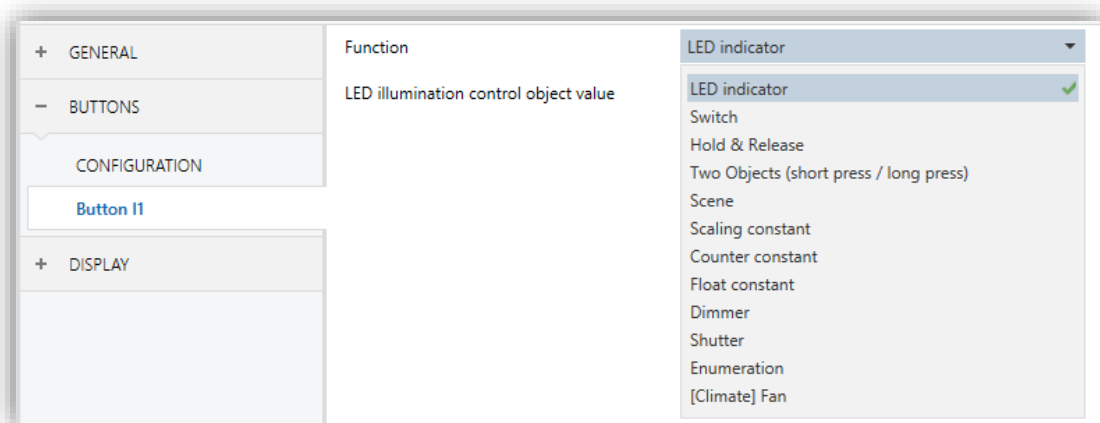 + GENERAL
− BUTTONS
CONFIGURATION
Button I1
+ DISPLAY
Function
LED indicator
LED illumination control object value
LED indicator
Switch
Hold & Release
Two Objects (short press / long press)
Scene
Scaling constant
Counter constant
Float constant
Dimmer
Shutter
Enumeration
[Climate] Fan